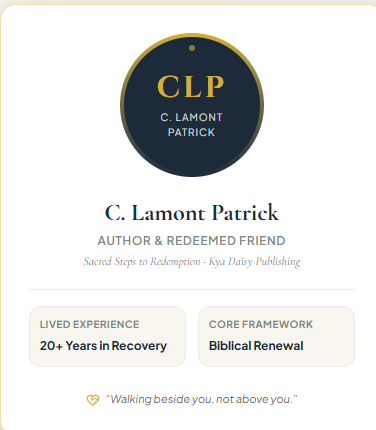 CLP
C. LAMONT
PATRICK
C. Lamont Patrick
AUTHOR & REDEEMED FRIEND
Sacred Steps to Redemption · Kya Daisy Publishing
LIVED EXPERIENCE
20+ Years in Recovery
CORE FRAMEWORK
Biblical Renewal
“Walking beside you, not above you.”